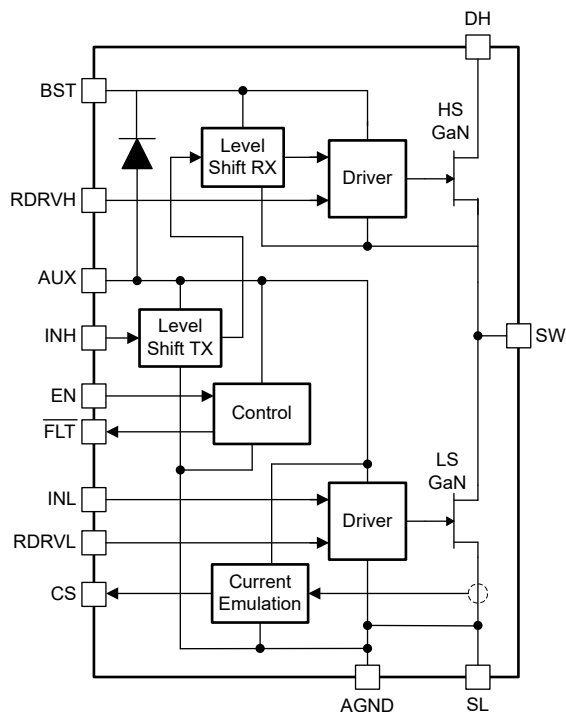 DH
BST
HS
GaN
Level
Shift RX
Driver
RDRVH
AUX
INH
Level
Shift TX
SW
EN
Control
FLT
LS
GaN
INL
Driver
RDRVL
CS
Current
Emulation
AGND
SL